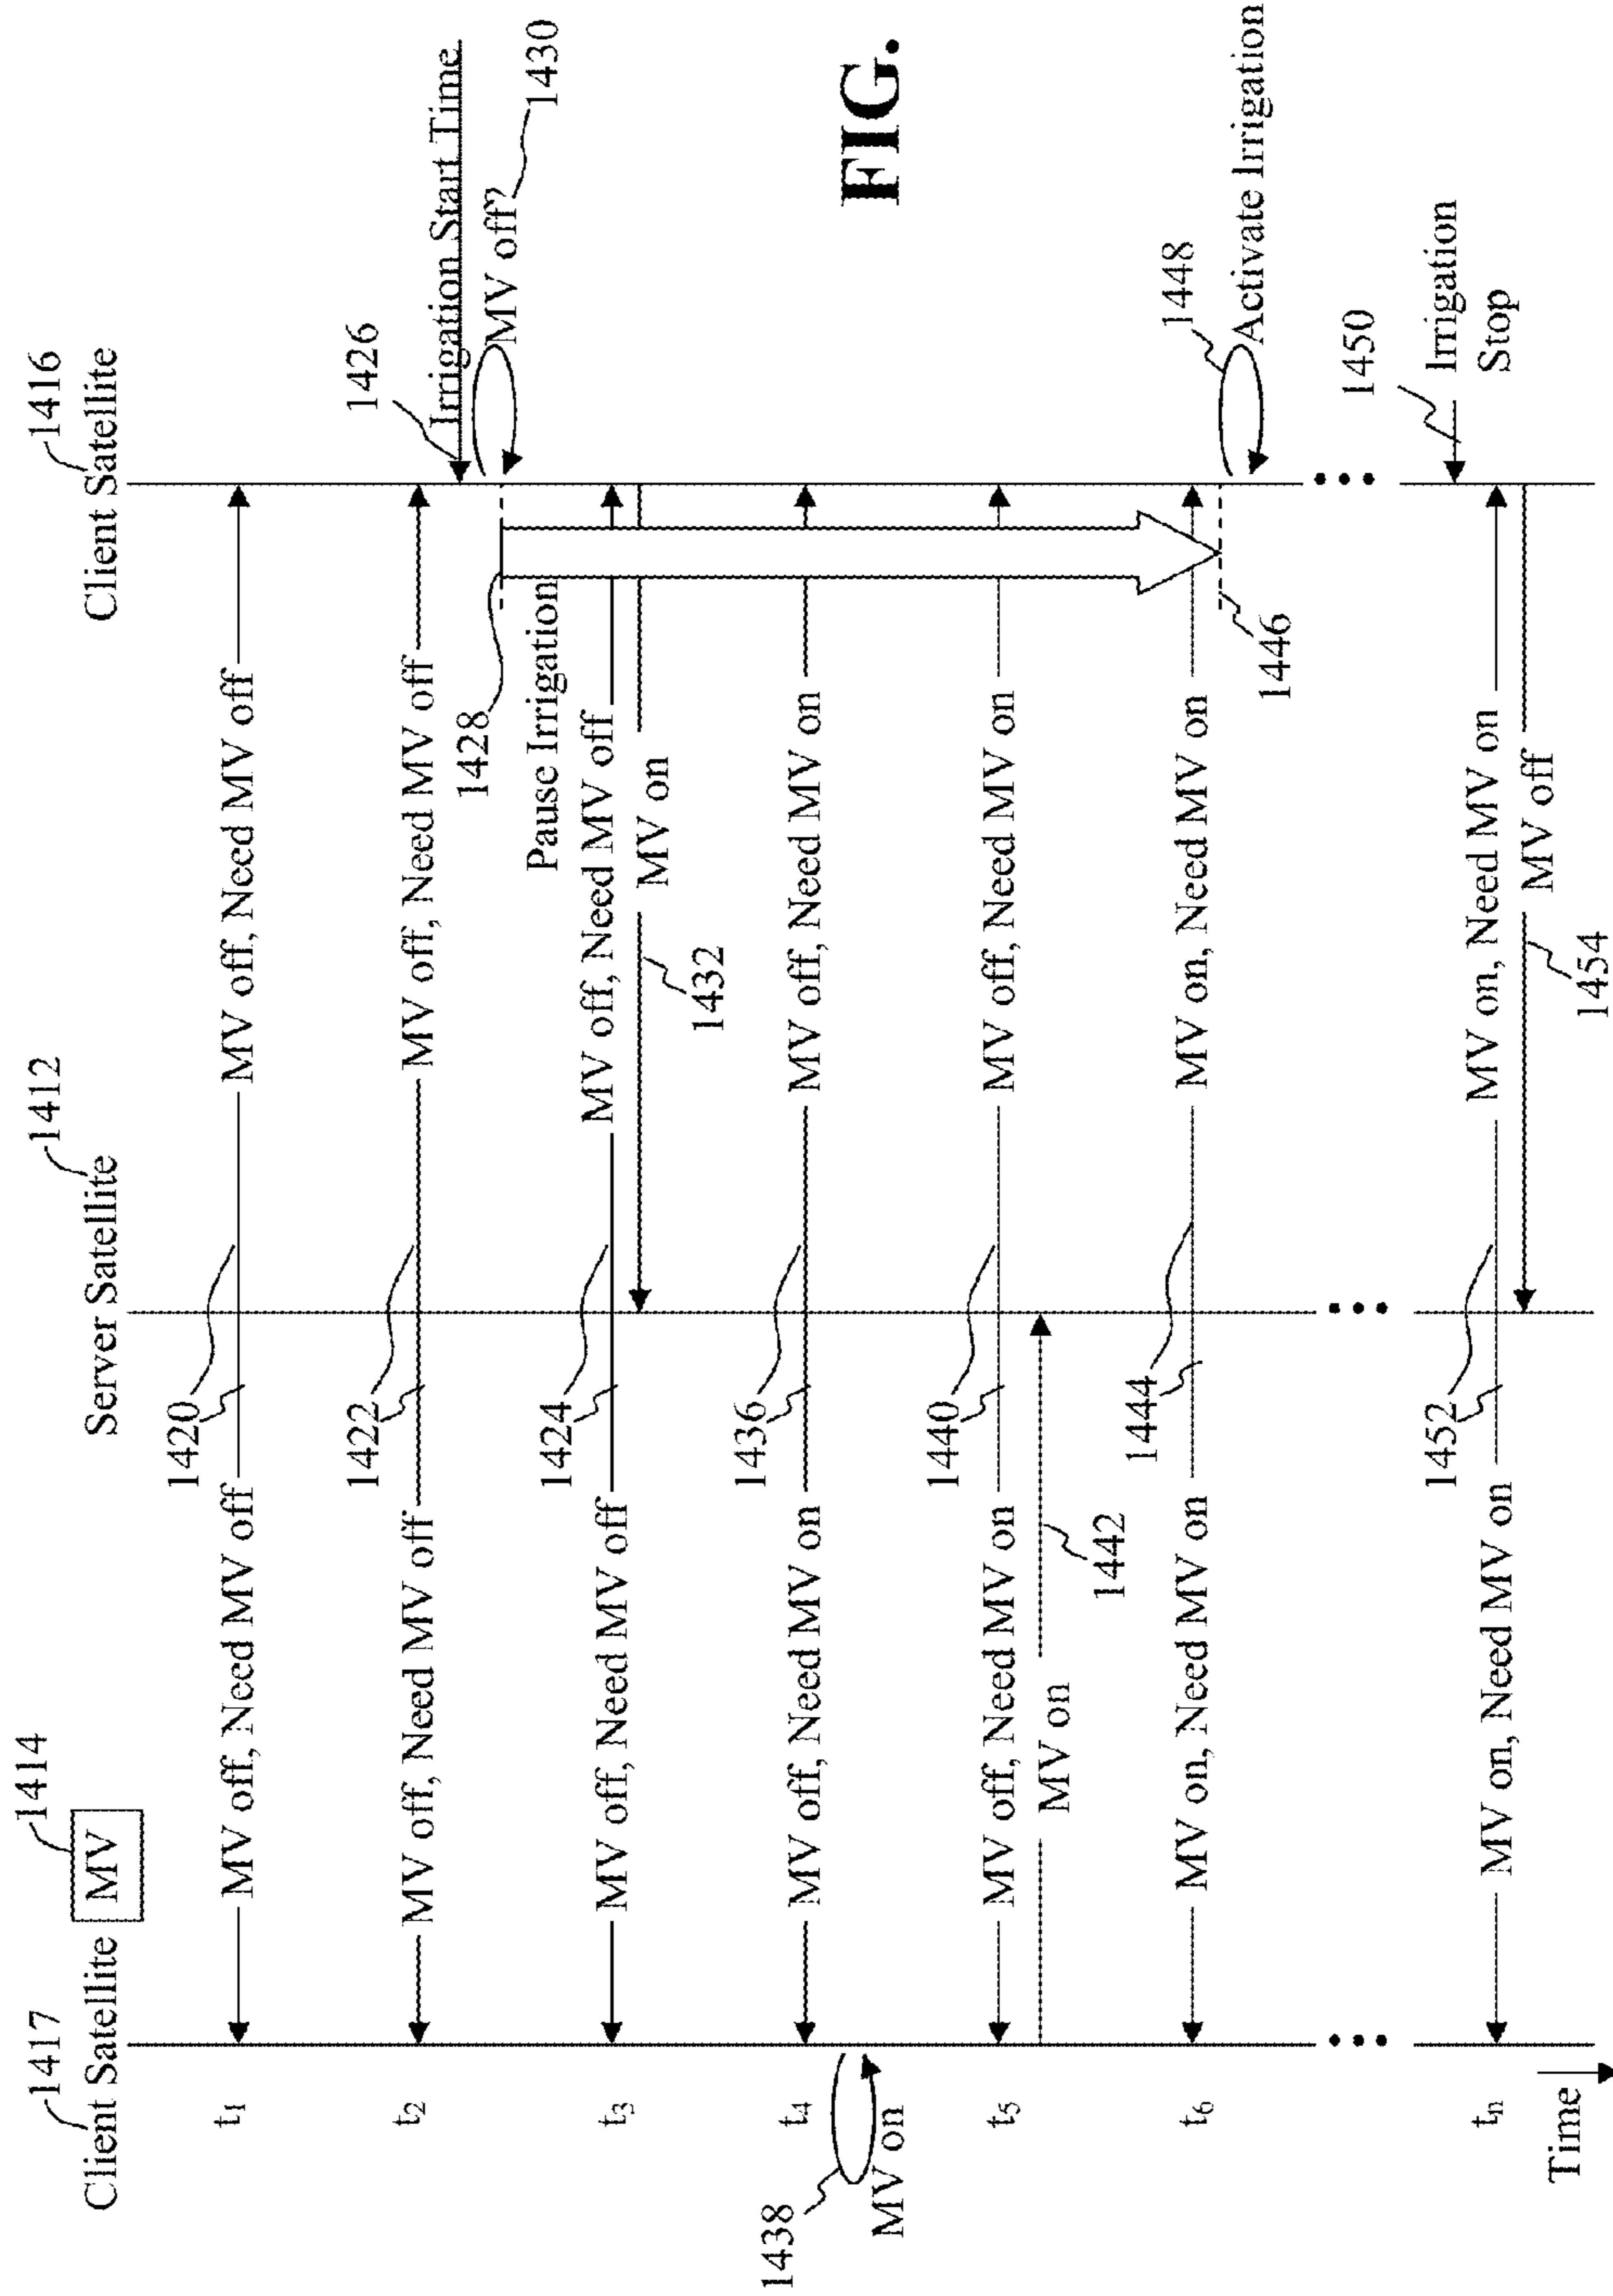 1417
1414
1412
1416
Client Satellite
MV
Server Satellite
Client Satellite
t1
MV off, Need MV off
1420
MV off, Need MV off
t2
MV off, Need MV off
1422
MV off, Need MV off
1426
Irrigation Start Time
1428
MV off?
1430
Pause Irrigation
t3
MV off, Need MV off
1424
MV off, Need MV off
MV on
1432
t4
MV off, Need MV on
1436
MV off, Need MV on
1438
MV on
FIG.
t5
MV off, Need MV on
1440
MV off, Need MV on
MV on
1442
t6
MV on, Need MV on
1444
MV on, Need MV on
1446
1448
Activate Irrigation
1450
Irrigation
Stop
tn
MV on, Need MV on
1452
MV on, Need MV on
MV off
1454
Time